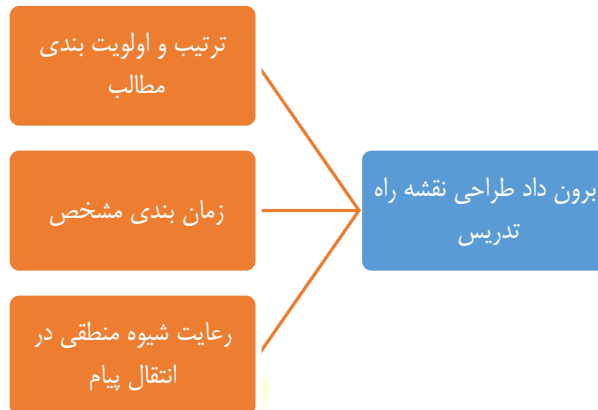 برون داد طراحی نقشه راه
تدریس
ترتیب و اولویت بندی
مطالب
زمان بندی مشخص
رعایت شیوه منطقی در
انتقال پیام